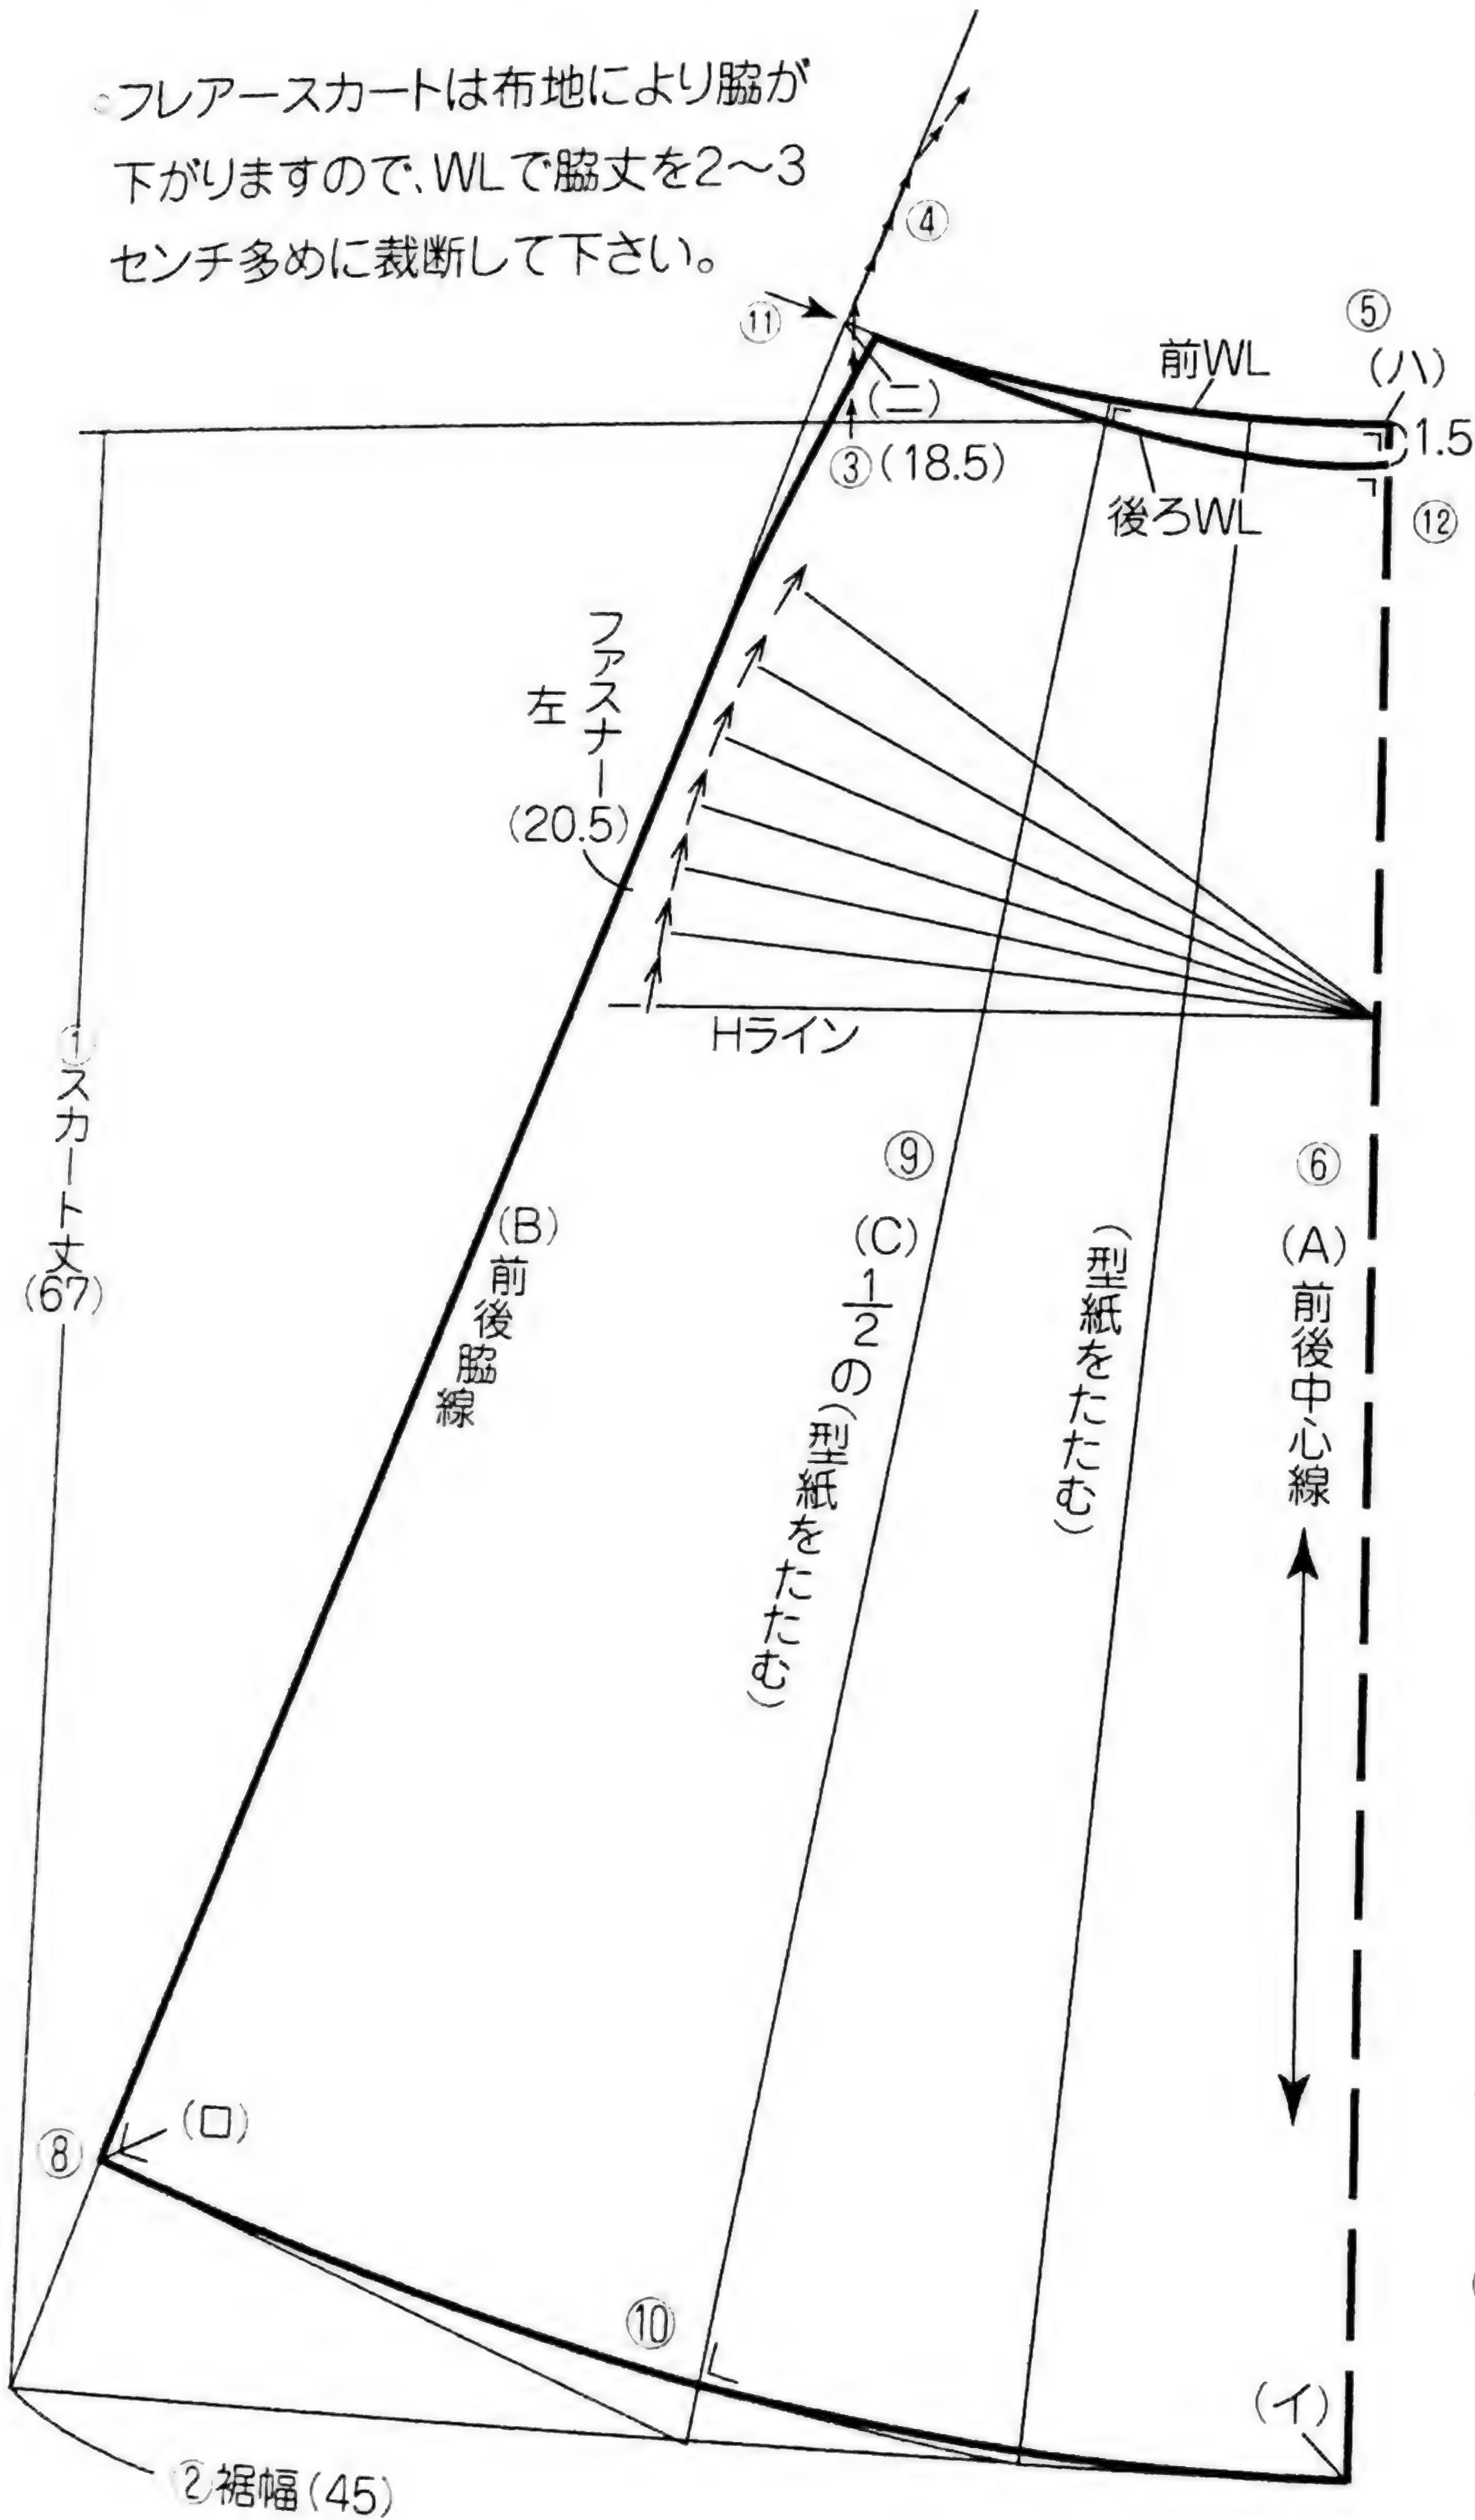 ○フレアースカートは布地により脇が
下がりますので、WLで脇丈を2〜3
センチ多めに裁断して下さい。
④
⑪
⑤
(ハ)
前WL
(ニ)
1.5
③(18.5)
後ろWL
⑫
ファスナー
左
(20.5)
Hライン
①スカート丈
(67)
(B)前後脇線
⑨
(C)
1/2の(型紙をたたむ)
(型紙をたたむ)
⑥
(A)前後中心線
⑧
(ロ)
⑩
(イ)
②裾幅(45)